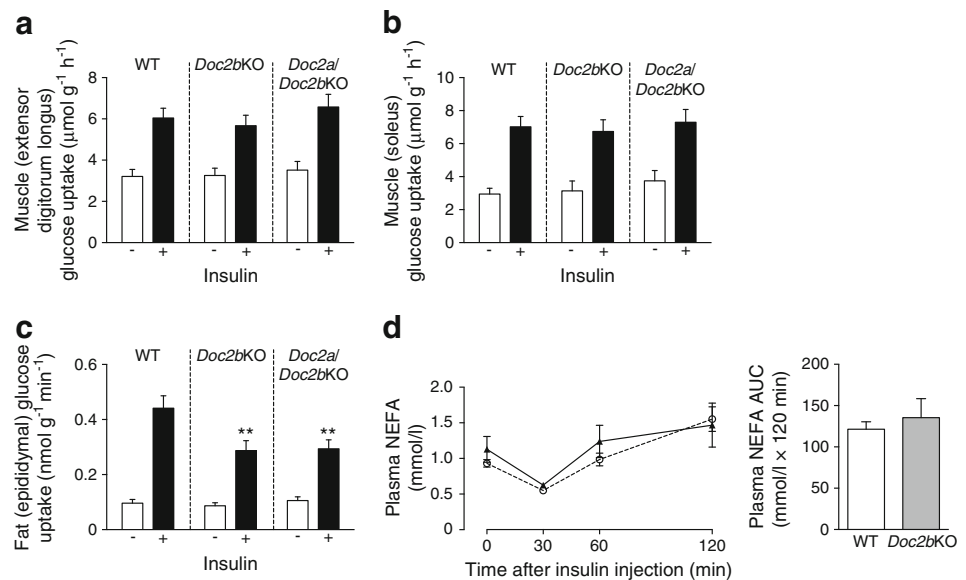 a
WT
Doc2bKO
Doc2a/
Doc2bKO
Muscle (extensor
digitorum longus)
glucose uptake (µmol g⁻¹ h⁻¹)
8
6
4
2
0
- + - + - +
Insulin
b
WT
Doc2bKO
Doc2a/
Doc2bKO
Muscle (soleus)
glucose uptake (µmol g⁻¹ h⁻¹)
10
8
6
4
2
0
- + - + - +
Insulin
c
WT
Doc2bKO
Doc2a/
Doc2bKO
Fat (epididymal) glucose
uptake (nmol g⁻¹ min⁻¹)
0.6
0.4
0.2
0
** **
- + - + - +
Insulin
d
Plasma NEFA
(mmol/l)
2.0
1.5
1.0
0.5
0
0 30 60 120
Time after insulin injection (min)
Plasma NEFA AUC
(mmol/l × 120 min)
200
150
100
50
0
WT Doc2bKO